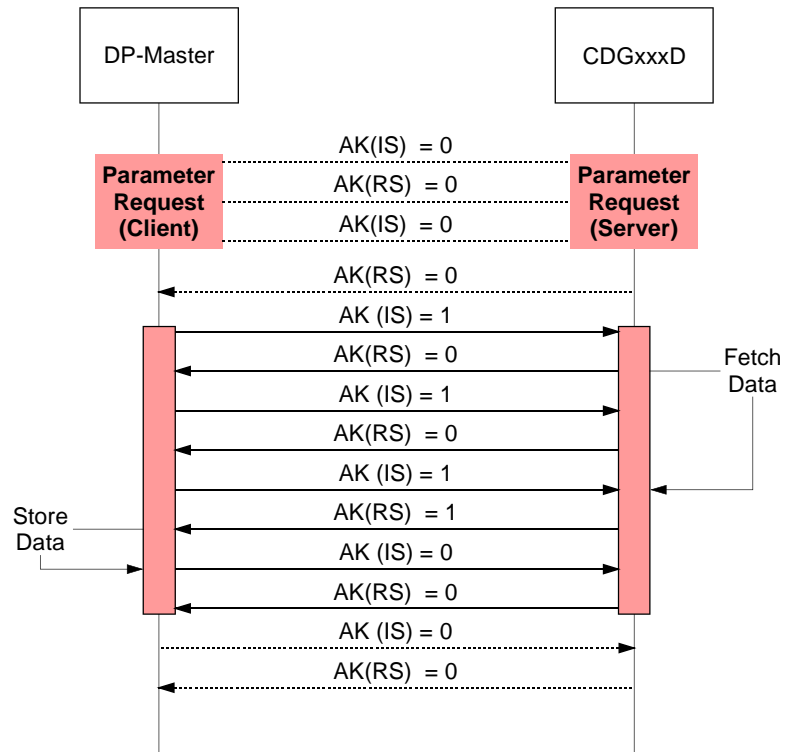 DP-Master
CDGxxxD
AK(IS) = 0
Parameter
Request
(Client)
AK(RS) = 0
Parameter
Request
(Server)
AK(IS) = 0
AK(RS) = 0
AK (IS) = 1
AK(RS) = 0
Fetch
Data
AK (IS) = 1
AK(RS) = 0
AK (IS) = 1
AK(RS) = 1
Store
Data
AK (IS) = 0
AK(RS) = 0
AK (IS) = 0
AK(RS) = 0